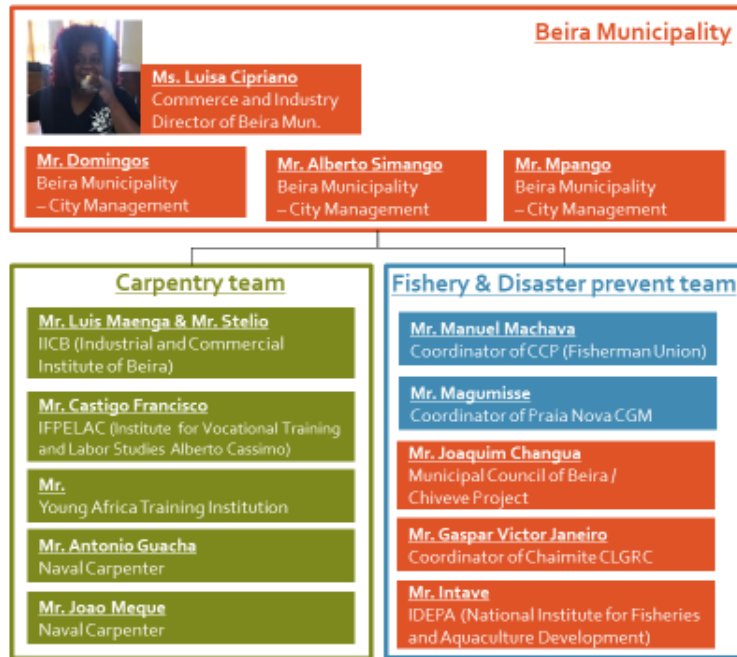 Beira Municipality
Ms. Luisa Cipriano
Commerce and Industry
Director of Beira Mun.
Mr. Domingos
Beira Municipality
– City Management
Mr. Alberto Simango
Beira Municipality
– City Management
Mr. Mpango
Beira Municipality
– City Management
Carpentry team
Mr. Luis Maenga & Mr. Stelio
IICB (Industrial and Commercial
Institute of Beira)
Mr. Castigo Francisco
IFPELAC (Institute for Vocational Training
and Labor Studies Alberto Cassimo)
Mr.
Young Africa Training Institution
Mr. Antonio Guacha
Naval Carpenter
Mr. Joao Meque
Naval Carpenter
Fishery & Disaster prevent team
Mr. Manuel Machava
Coordinator of CCP (Fisherman Union)
Mr. Magumisse
Coordinator of Praia Nova CGM
Mr. Joaquim Changua
Municipal Council of Beira /
Chiveve Project
Mr. Gaspar Victor Janeiro
Coordinator of Chaimite CLGRC
Mr. Intave
IDEPA (National Institute for Fisheries
and Aquaculture Development)